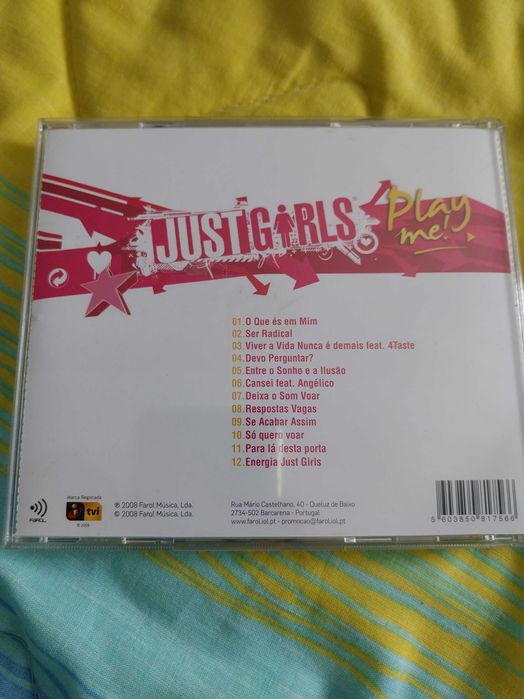 JUST GIRLS
Play
me!
01. O Que és em Mim
02. Ser Radical
03. Viver a Vida Nunca é demais feat. 4Taste
04. Devo Perguntar?
05. Entre o Sonho e a Ilusão
06. Cansei feat. Angélico
07. Deixa o Som Voar
08. Respostas Vagas
09. Se Acabar Assim
10. Só quero voar
11. Para lá desta porta
12. Energia Just Girls
FAROL
Marca Registada
tvi
© 2008
℗ 2008 Farol Música, Lda.
© 2008 Farol Música, Lda.
Rua Mário Castelhano, 40 - Queluz de Baixo
2734-502 Barcarena - Portugal
www.farol.iol.pt - promocao@farol.iol.pt
5603850817566